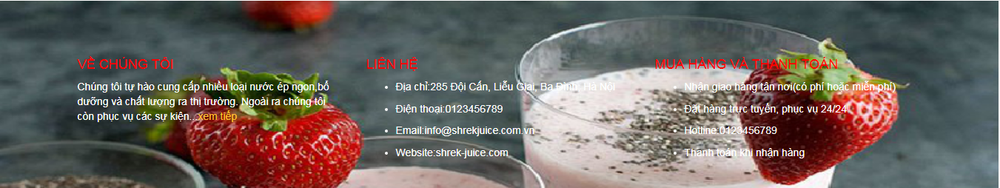 VỀ CHÚNG TÔI
Chúng tôi tự hào cung cấp nhiều loại nước ép ngon,bổ
dưỡng và chất lượng ra thị trường. Ngoài ra chúng tôi
còn phục vụ các sự kiện...xem tiếp
LIÊN HỆ
Địa chỉ:285 Đội Cấn, Liễu Giai, Ba Đình, Hà Nội
Điện thoại:0123456789
Email:info@shrekjuice.com.vn
Website:shrek-juice.com
MUA HÀNG VÀ THANH TOÁN
Nhận giao hàng tận nơi(có phí hoặc miễn phí)
Đặt hàng trực tuyến, phục vụ 24/24
Hotline:0123456789
Thanh toán khi nhận hàng